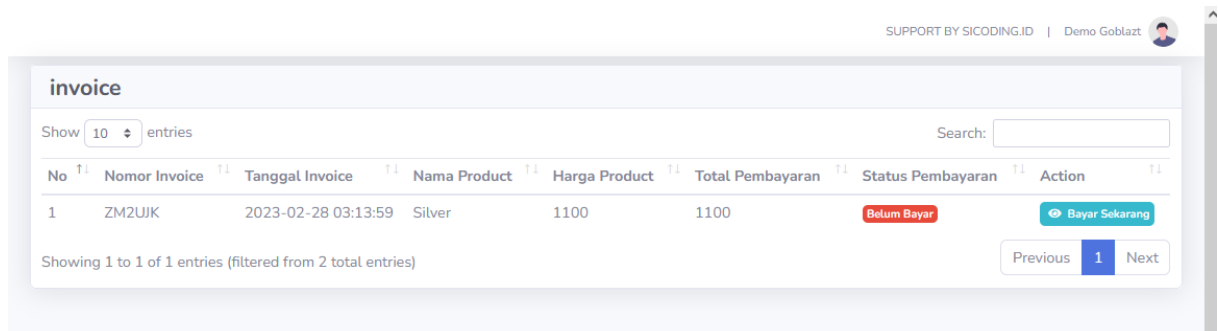 SUPPORT BY SICODING.ID | Demo Goblazt
invoice
Show 10 entries Search:
No Nomor Invoice Tanggal Invoice Nama Product Harga Product Total Pembayaran Status Pembayaran Action
1 ZM2UJK 2023-02-28 03:13:59 Silver 1100 1100 Belum Bayar Bayar Sekarang
Showing 1 to 1 of 1 entries (filtered from 2 total entries) Previous 1 Next